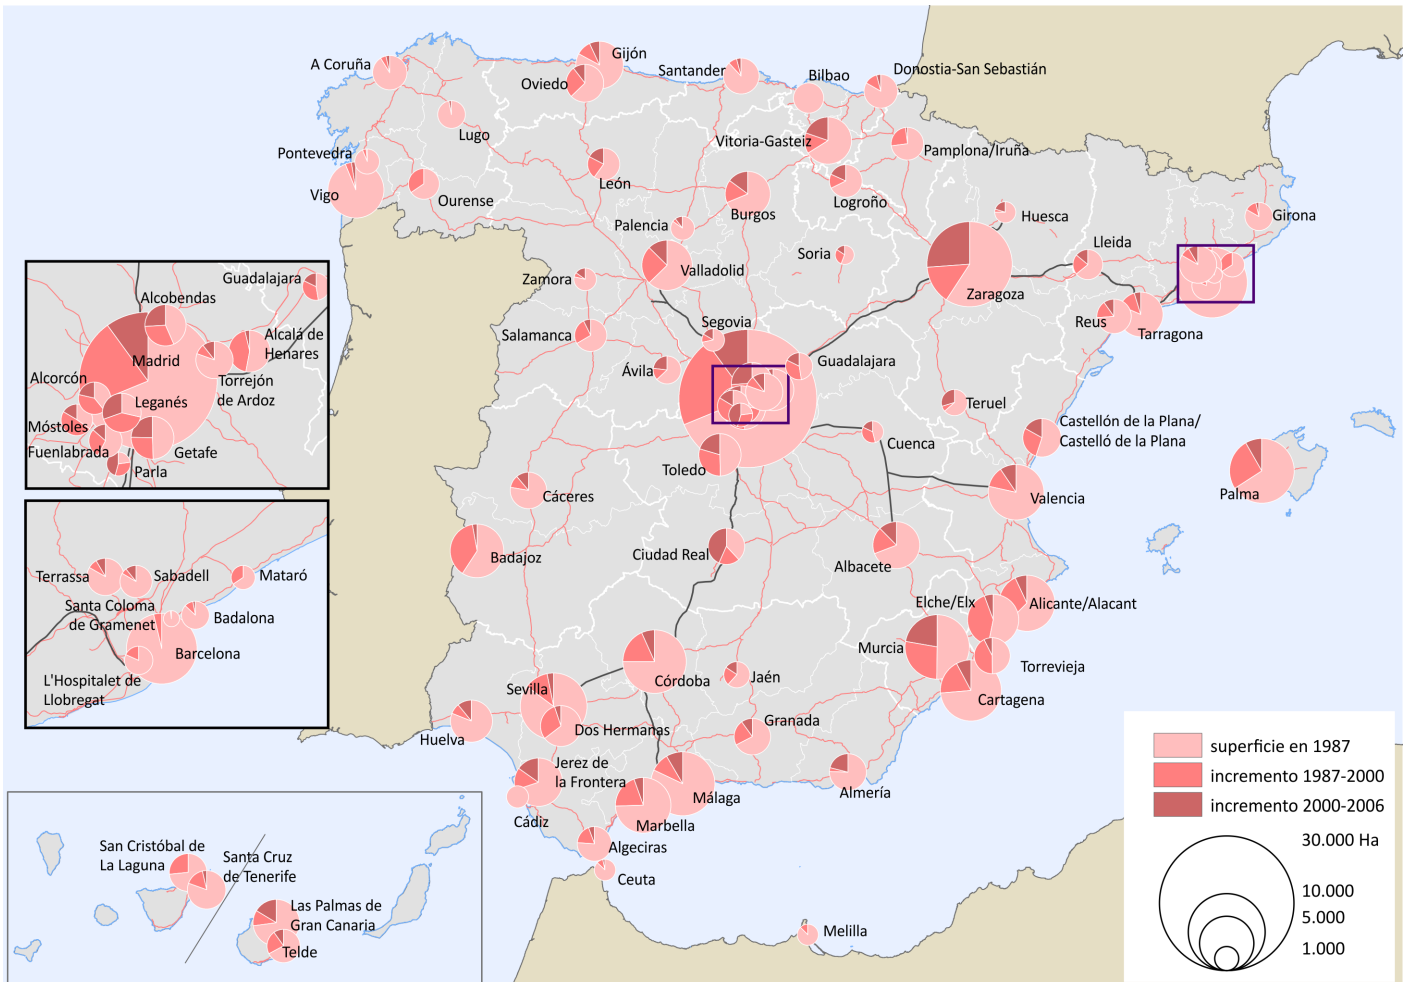 A Coruña
Gijón
Oviedo
Santander
Bilbao
Donostia-San Sebastián
Lugo
Vitoria-Gasteiz
Pamplona/Iruña
Pontevedra
Vigo
Ourense
León
Burgos
Logroño
Huesca
Girona
Palencia
Soria
Lleida
Valladolid
Zamora
Zaragoza
Reus
Tarragona
Salamanca
Segovia
Ávila
Guadalajara
Teruel
Castellón de la Plana/
Castelló de la Plana
Cuenca
Toledo
Cáceres
Valencia
Palma
Badajoz
Ciudad Real
Albacete
Elche/Elx
Alicante/Alacant
Murcia
Torrevieja
Cartagena
Córdoba
Jaén
Sevilla
Dos Hermanas
Granada
Huelva
Jerez de
la Frontera
Málaga
Almería
Cádiz
Marbella
Algeciras
Ceuta
Melilla
Guadalajara
Alcobendas
Madrid
Alcalá de
Henares
Torrejón
de Ardoz
Alcorcón
Leganés
Móstoles
Fuenlabrada
Getafe
Parla
Terrassa
Sabadell
Mataró
Santa Coloma
de Gramenet
Badalona
Barcelona
L'Hospitalet de
Llobregat
San Cristóbal de
La Laguna
Santa Cruz
de Tenerife
Las Palmas de
Gran Canaria
Telde
superficie en 1987
incremento 1987-2000
incremento 2000-2006
30.000 Ha
10.000
5.000
1.000